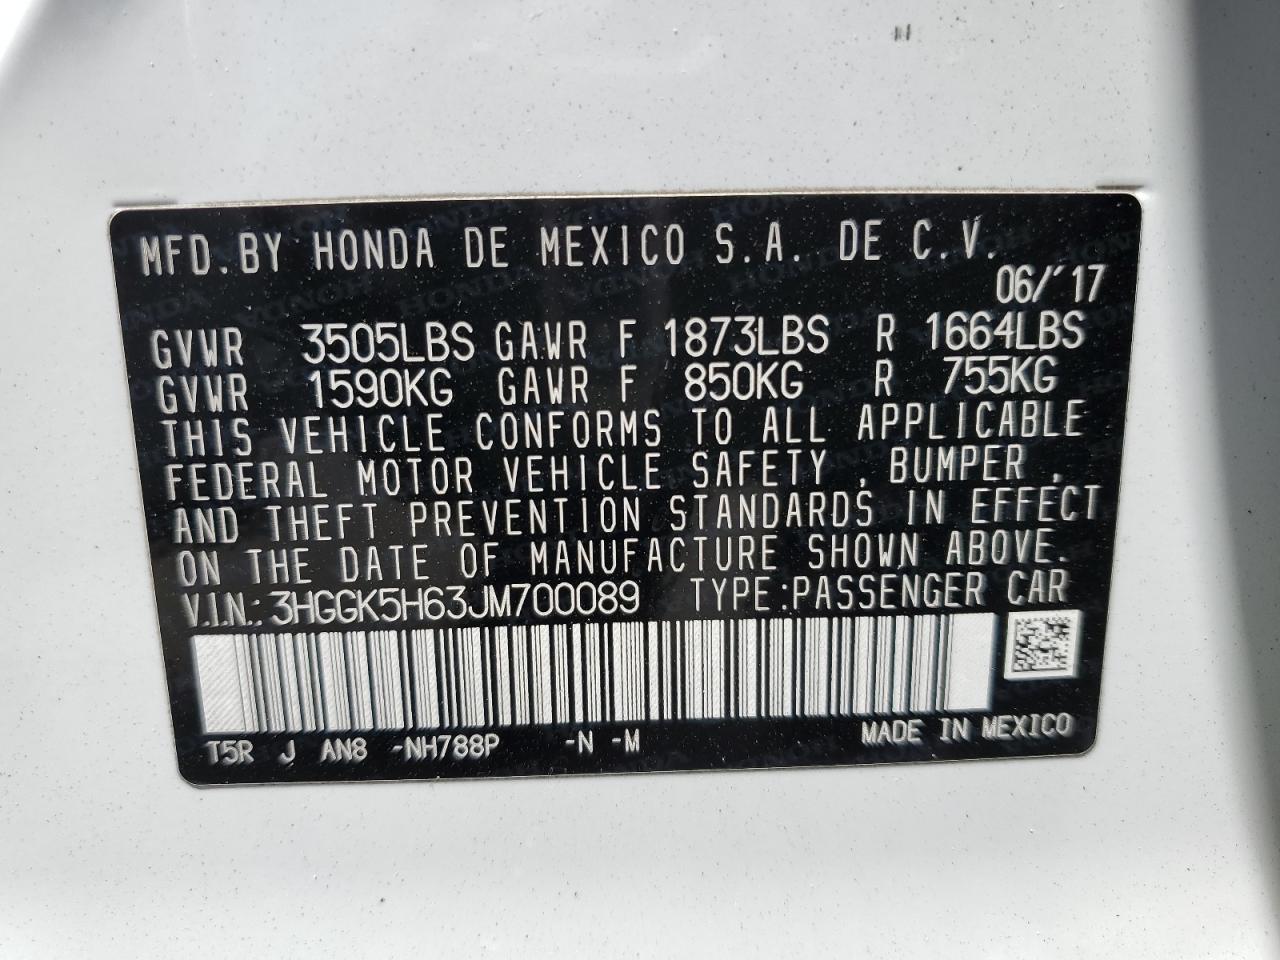 MFD.BY HONDA DE MEXICO S.A. DE C.V.
06/'17
GVWR 3505LBS GAWR F 1873LBS R 1664LBS
GVWR 1590KG GAWR F 850KG R 755KG
THIS VEHICLE CONFORMS TO ALL APPLICABLE
FEDERAL MOTOR VEHICLE SAFETY , BUMPER ,
AND THEFT PREVENTION STANDARDS IN EFFECT
ON THE DATE OF MANUFACTURE SHOWN ABOVE.
V.I.N.: 3HGGK5H63JM700089 TYPE:PASSENGER CAR
T5R J AN8 -NH788P -N -M MADE IN MEXICO